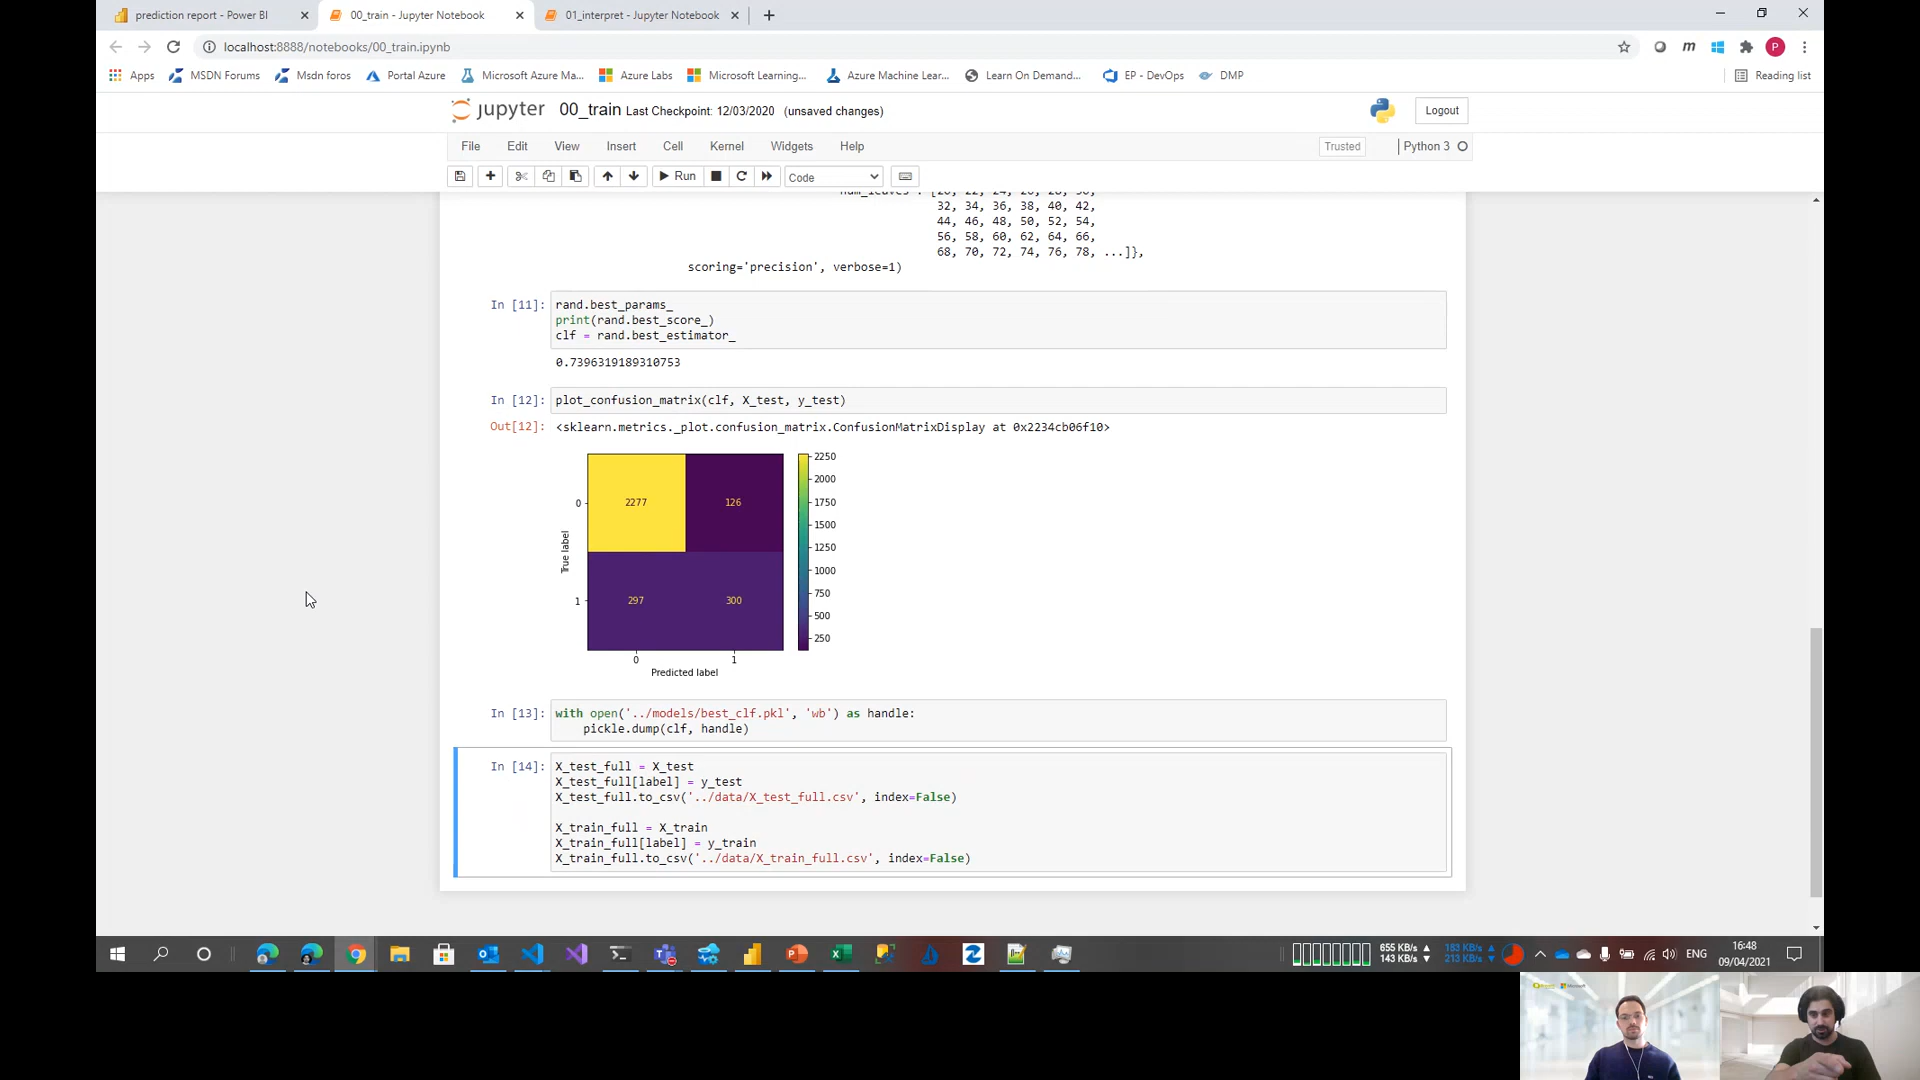 prediction report - Power BI
00_train - Jupyter Notebook
01_interpret - Jupyter Notebook
localhost:8888/notebooks/00_train.ipynb
Apps
MSDN Forums
Msdn foros
Portal Azure
Microsoft Azure Ma...
Azure Labs
Microsoft Learning...
Azure Machine Lear...
Learn On Demand...
EP - DevOps
DMP
Reading list
jupyter 00_train Last Checkpoint: 12/03/2020 (unsaved changes)
Logout
File Edit View Insert Cell Kernel Widgets Help
Trusted
Python 3
Run
Code
32, 34, 36, 38, 40, 42,
44, 46, 48, 50, 52, 54,
56, 58, 60, 62, 64, 66,
68, 70, 72, 74, 76, 78, ...]},
scoring='precision', verbose=1)
In [11]: rand.best_params_
print(rand.best_score_)
clf = rand.best_estimator_
0.7396319189310753
In [12]: plot_confusion_matrix(clf, X_test, y_test)
Out[12]: <sklearn.metrics._plot.confusion_matrix.ConfusionMatrixDisplay at 0x2234cb06f10>
2277 126
297 300
0
1
True label
0 1
Predicted label
2250
2000
1750
1500
1250
1000
750
500
250
In [13]: with open('../models/best_clf.pkl', 'wb') as handle:
pickle.dump(clf, handle)
In [14]: X_test_full = X_test
X_test_full[label] = y_test
X_test_full.to_csv('../data/X_test_full.csv', index=False)
X_train_full = X_train
X_train_full[label] = y_train
X_train_full.to_csv('../data/X_train_full.csv', index=False)
655 KB/s
143 KB/s
183 KB/s
213 KB/s
ENG
16:48
09/04/2021